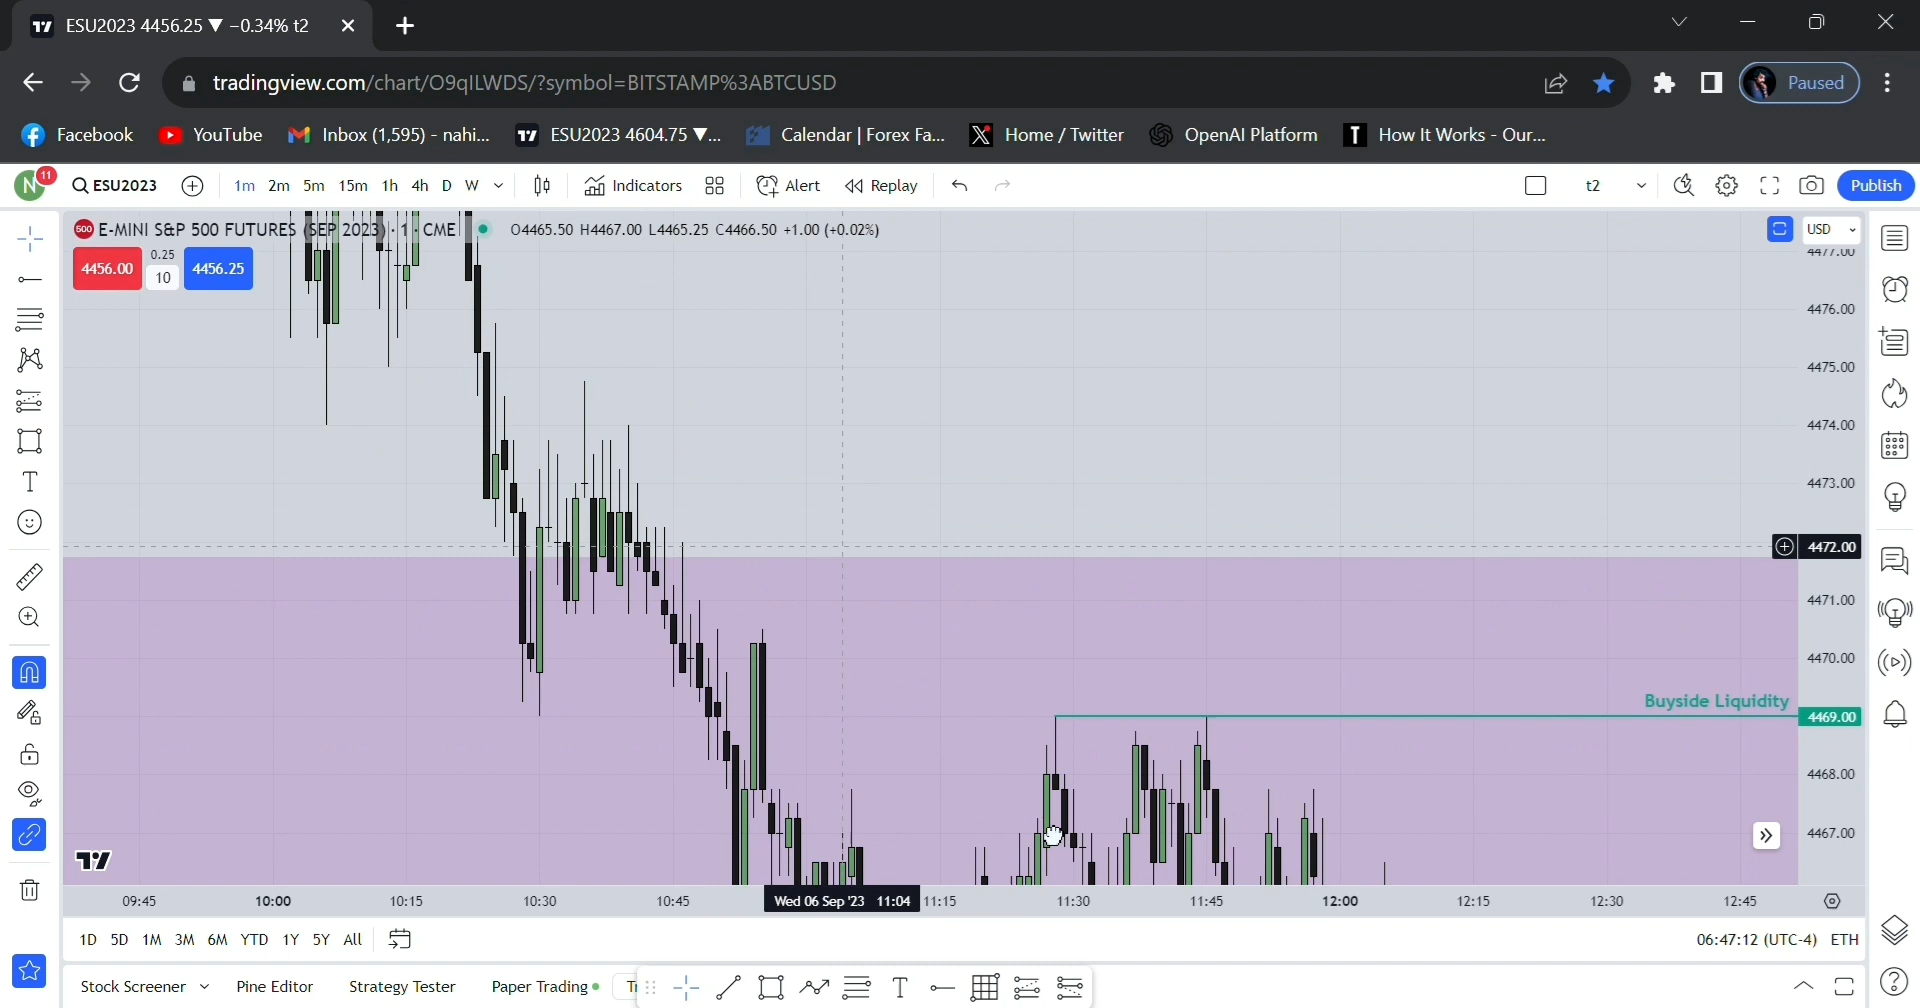 ESU2023 4456.25 ▼ −0.34% t2
tradingview.com/chart/O9qlLWDS/?symbol=BITSTAMP%3ABTCUSD
Paused
Facebook YouTube Inbox (1,595) - nahi... ESU2023 4604.75 ▼... Calendar | Forex Fa... Home / Twitter OpenAI Platform How It Works - Our...
N 11 ESU2023 1m 2m 5m 15m 1h 4h D W Indicators Alert Replay t2 Publish
500 E-MINI S&P 500 FUTURES (SEP 2023) · 1 · CME O4465.50 H4467.00 L4465.25 C4466.50 +1.00 (+0.02%) USD
4477.00
4456.00 0.25 10 4456.25
4476.00
4475.00
4474.00
4473.00
4472.00
4471.00
4470.00
Buyside Liquidity
4469.00
4468.00
4467.00
09:45 10:00 10:15 10:30 10:45 Wed 06 Sep '23 11:04 11:15 11:30 11:45 12:00 12:15 12:30 12:45
1D 5D 1M 3M 6M YTD 1Y 5Y All 06:47:12 (UTC-4) ETH
Stock Screener Pine Editor Strategy Tester Paper Trading Tr